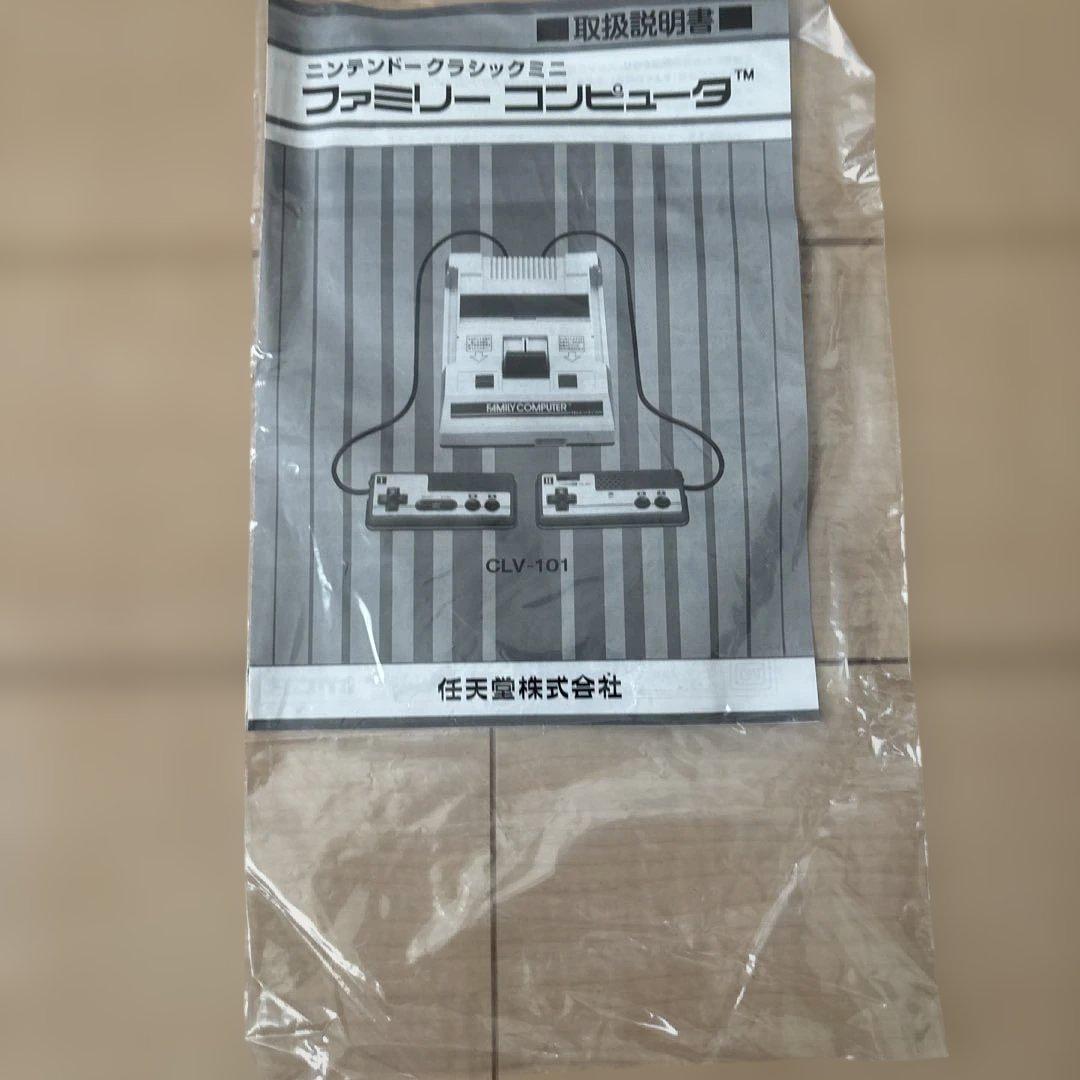 取扱説明書
ニンテンドークラシックミニ
ファミリー コンピュータ™
FAMILY COMPUTER
I
II
CLV-101
任天堂株式会社